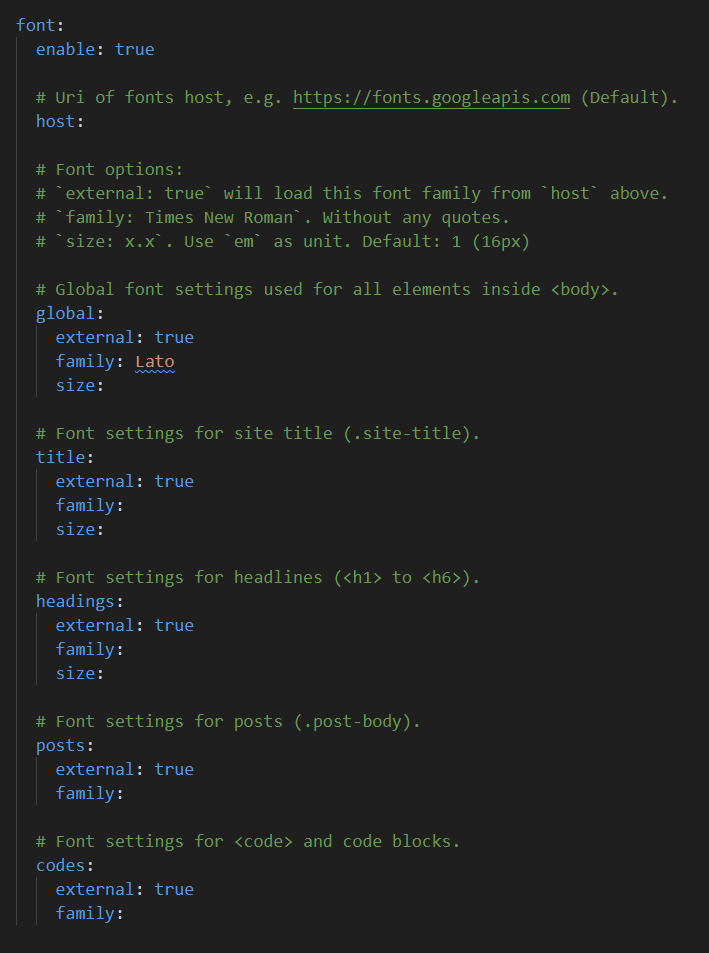 font:
enable: true
# Uri of fonts host, e.g. https://fonts.googleapis.com (Default).
host:
# Font options:
# `external: true` will load this font family from `host` above.
# `family: Times New Roman`. Without any quotes.
# `size: x.x`. Use `em` as unit. Default: 1 (16px)
# Global font settings used for all elements inside <body>.
global:
external: true
family: Lato
size:
# Font settings for site title (.site-title).
title:
external: true
family:
size:
# Font settings for headlines (<h1> to <h6>).
headings:
external: true
family:
size:
# Font settings for posts (.post-body).
posts:
external: true
family:
# Font settings for <code> and code blocks.
codes:
external: true
family: